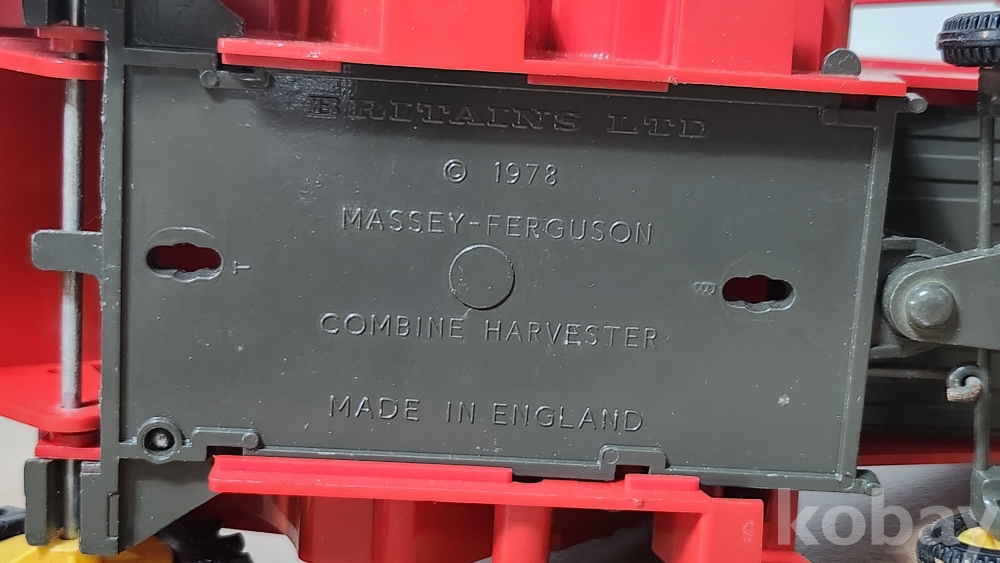 BRITAINS LTD
© 1978
MASSEY-FERGUSON
T
COMBINE HARVESTER
MADE IN ENGLAND
kobay